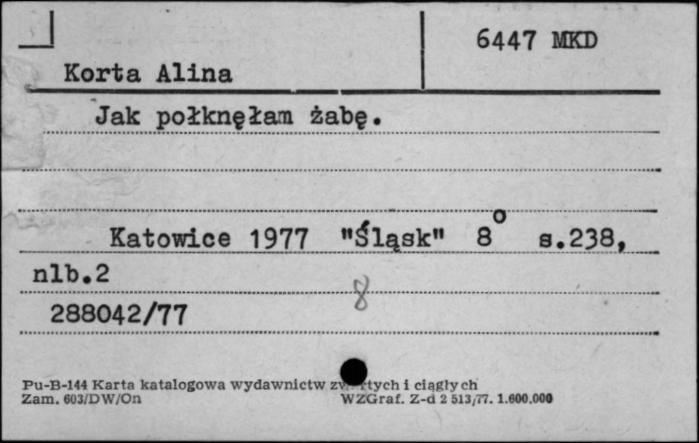 6447 MKD
Korta Alina
Jak połknęłam żabę.
Katowice 1977 "Śląsk" 8° s.238,
nlb.2
8
288042/77
Pu-B-144 Karta katalogowa wydawnictw i ciągłych
Zam. 603/DW/On WZGraf. Z-d 2 513/77. 1.600.000